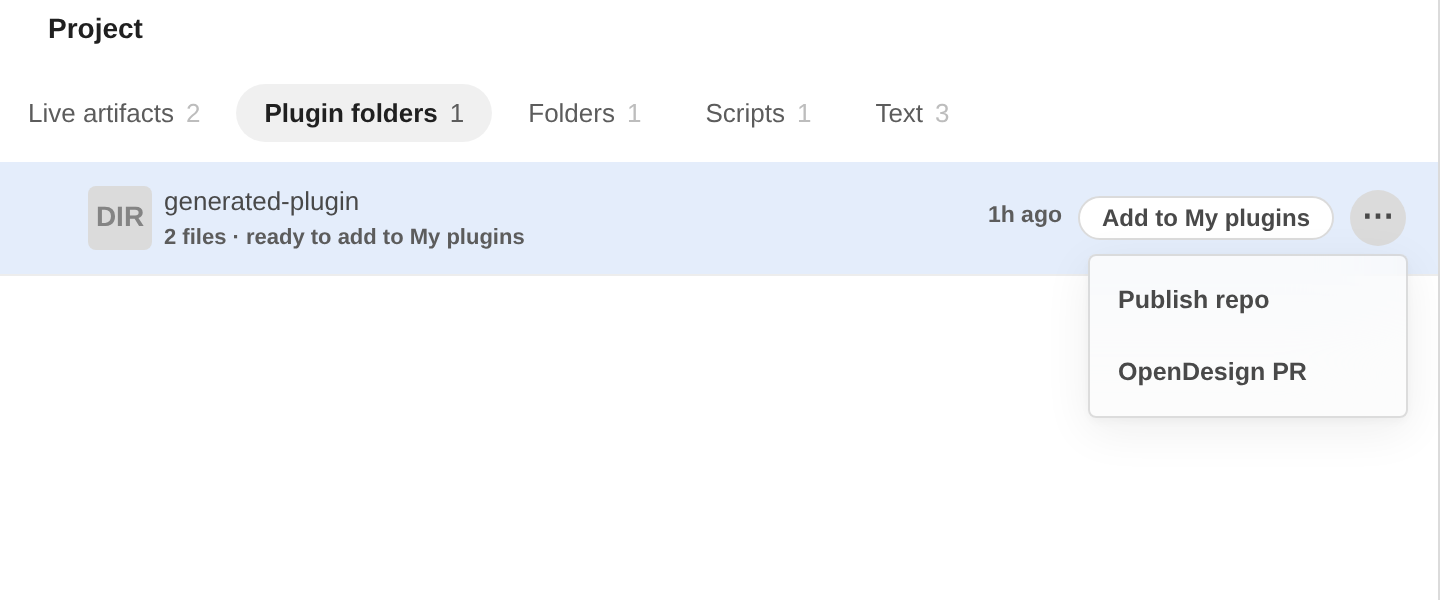 Project
Live artifacts 2 Plugin folders 1 Folders 1 Scripts 1 Text 3
DIR generated-plugin 1h ago Add to My plugins ...
2 files · ready to add to My plugins
Publish repo
OpenDesign PR